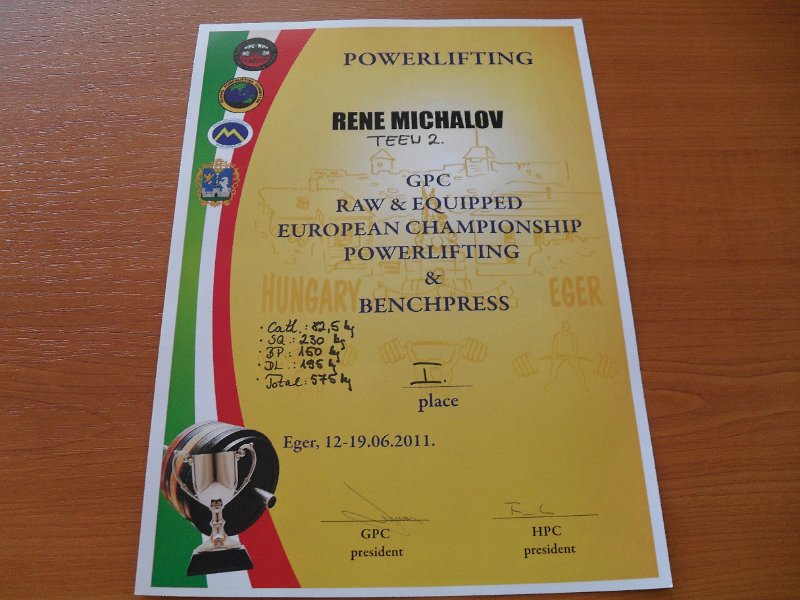 POWERLIFTING
RENE MICHALOV
TEEN 2.
GPC
RAW & EQUIPPED
EUROPEAN CHAMPIONSHIP
POWERLIFTING
&
BENCHPRESS
HUNGARY
EGER
· Cath.: 82,5 kg
· SQ.: 230 kg
· BP.: 150 kg
· DL.: 195 kg
· Total: 575 kg
I.
place
Eger, 12-19.06.2011.
GPC
president
HPC
president